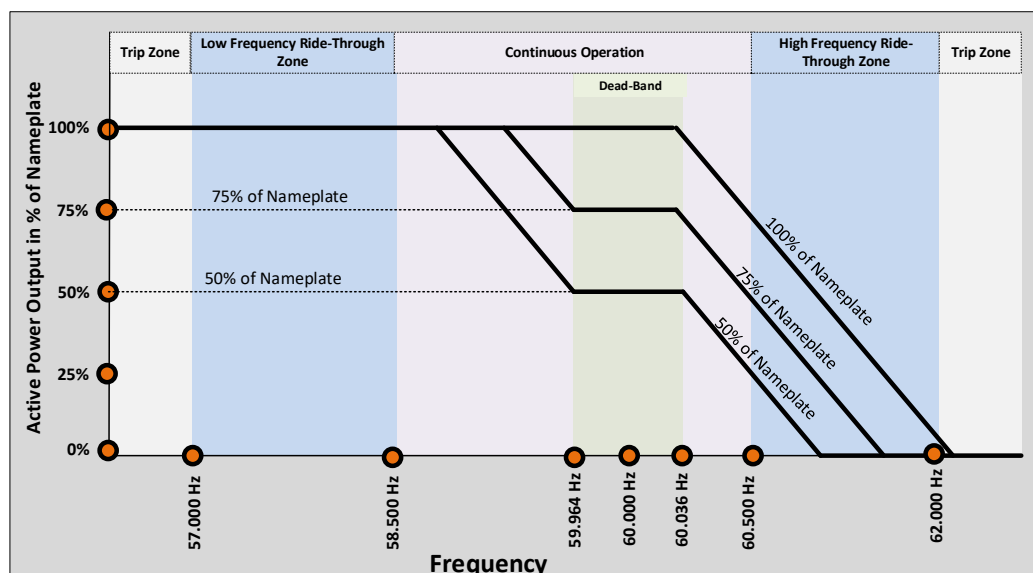 Trip Zone
Low Frequency Ride-Through
Zone
Continuous Operation
High Frequency Ride-
Through Zone
Trip Zone
Dead-Band
Active Power Output in % of Nameplate
100%
75%
50%
25%
0%
75% of Nameplate
50% of Nameplate
100% of Nameplate
75% of Nameplate
50% of Nameplate
57.000 Hz
58.500 Hz
59.964 Hz
60.000 Hz
60.036 Hz
60.500 Hz
62.000 Hz
Frequency